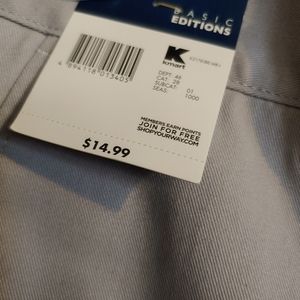 BASIC
EDITIONS
K
kmart
DEPT: 46
CAT: 28
SUBCAT: 01
SEAS: 1000
MEMBERS EARN POINTS
JOIN FOR FREE
SHOPYOURWAY.COM
$14.99